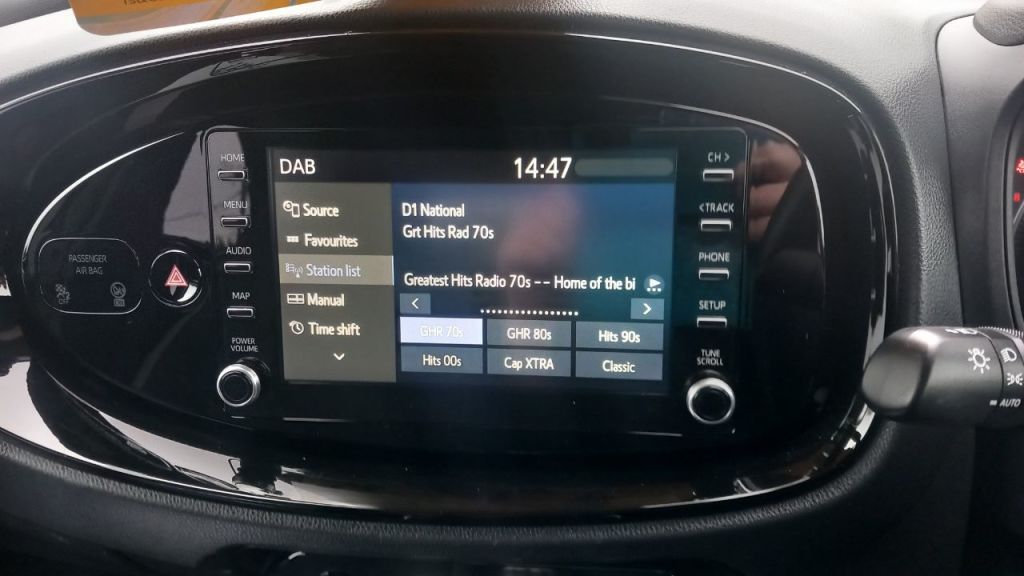 DAB
14:47
HOME
MENU
AUDIO
MAP
POWER
VOLUME
PASSENGER
AIR BAG
Source
Favourites
Station list
Manual
Time shift
D1 National
Grt Hits Rad 70s
Greatest Hits Radio 70s -- Home of the bi
<
>
GHR 70s
GHR 80s
Hits 90s
Hits 00s
Cap XTRA
Classic
CH >
< TRACK
PHONE
SETUP
TUNE
SCROLL
AUTO